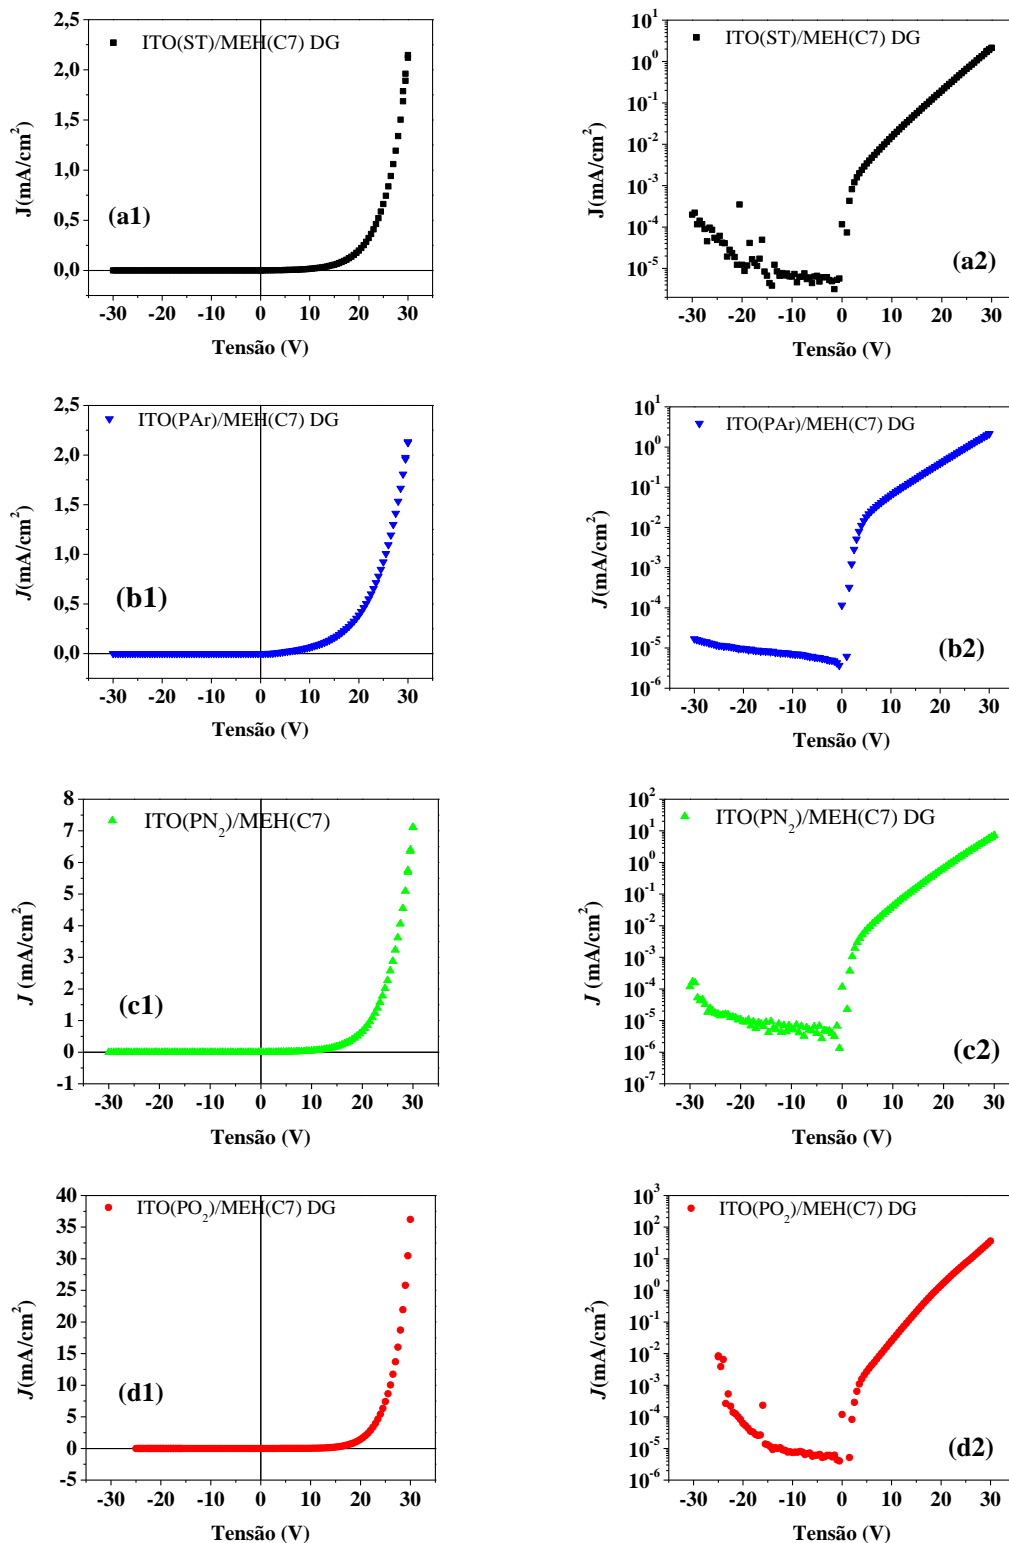 2,5
ITO(ST)/MEH(C7) DG
2,0
1,5
1,0
0,5
0,0
J(mA/cm²)
(a1)
-30 -20 -10 0 10 20 30
Tensão (V)
10²
ITO(ST)/MEH(C7) DG
10¹
10⁰
10⁻¹
10⁻²
10⁻³
10⁻⁴
10⁻⁵
J(mA/cm²)
(a2)
-30 -20 -10 0 10 20 30
Tensão (V)
2,5
ITO(PAr)/MEH(C7) DG
2,0
1,5
1,0
0,5
0,0
J(mA/cm²)
(b1)
-30 -20 -10 0 10 20 30
Tensão (V)
10¹
ITO(PAr)/MEH(C7) DG
10⁰
10⁻¹
10⁻²
10⁻³
10⁻⁴
10⁻⁵
10⁻⁶
J(mA/cm²)
(b2)
-30 -20 -10 0 10 20 30
Tensão (V)
8
ITO(PN₂)/MEH(C7)
7
6
5
4
3
2
1
0
-1
J (mA/cm²)
(c1)
-30 -20 -10 0 10 20 30
Tensão (V)
10²
ITO(PN₂)/MEH(C7) DG
10¹
10⁰
10⁻¹
10⁻²
10⁻³
10⁻⁴
10⁻⁵
10⁻⁶
10⁻⁷
J (mA/cm²)
(c2)
-30 -20 -10 0 10 20 30
Tensão (V)
40
ITO(PO₂)/MEH(C7) DG
35
30
25
20
15
10
5
0
-5
J(mA/cm²)
(d1)
-30 -20 -10 0 10 20 30
Tensão (V)
10³
ITO(PO₂)/MEH(C7) DG
10²
10¹
10⁰
10⁻¹
10⁻²
10⁻³
10⁻⁴
10⁻⁵
10⁻⁶
J(mA/cm²)
(d2)
-30 -20 -10 0 10 20 30
Tensão (V)